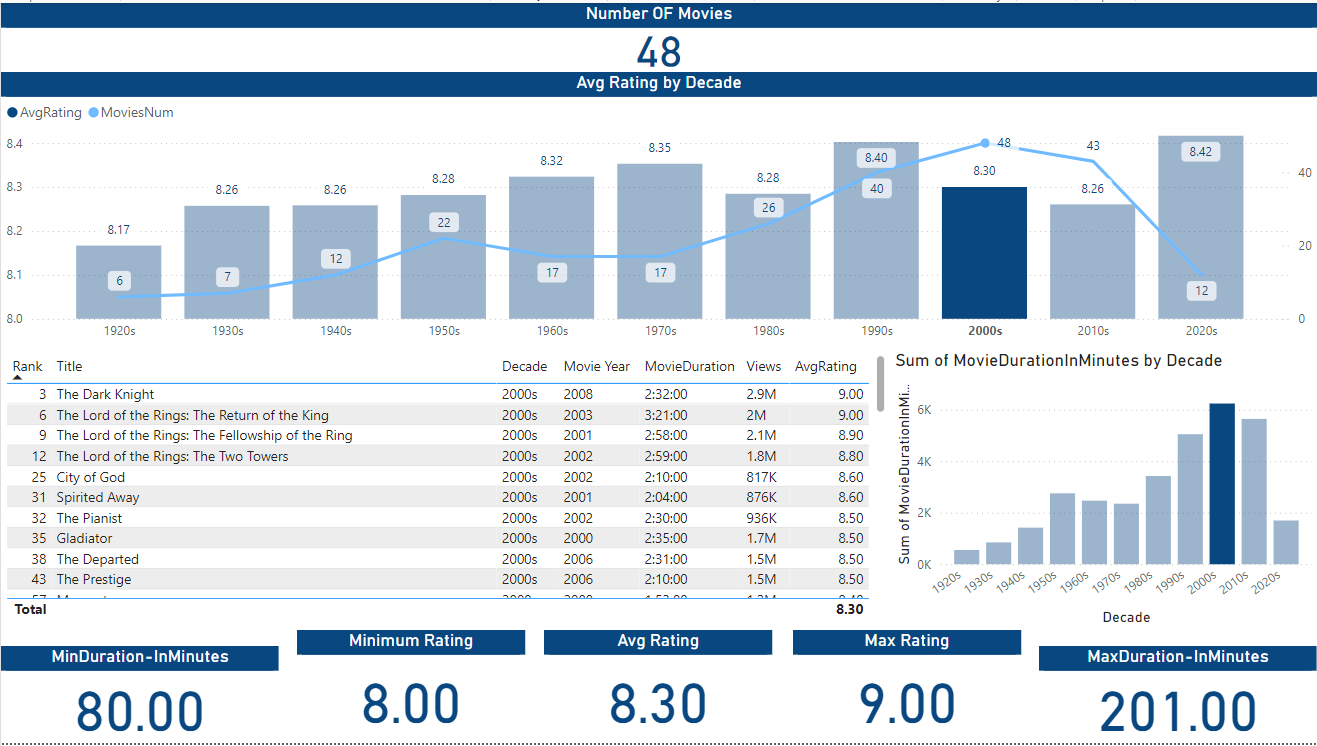 Number OF Movies
48
Avg Rating by Decade
AvgRating MoviesNum
8.4
8.3
8.2
8.1
8.0
8.17
8.26
8.26
8.28
8.32
8.35
8.28
8.40
8.30
8.26
8.42
6
7
12
22
17
17
26
40
48
43
12
40
20
0
1920s 1930s 1940s 1950s 1960s 1970s 1980s 1990s 2000s 2010s 2020s
Rank Title Decade Movie Year MovieDuration Views AvgRating
3 The Dark Knight 2000s 2008 2:32:00 2.9M 9.00
6 The Lord of the Rings: The Return of the King 2000s 2003 3:21:00 2M 9.00
9 The Lord of the Rings: The Fellowship of the Ring 2000s 2001 2:58:00 2.1M 8.90
12 The Lord of the Rings: The Two Towers 2000s 2002 2:59:00 1.8M 8.80
25 City of God 2000s 2002 2:10:00 817K 8.60
31 Spirited Away 2000s 2001 2:04:00 876K 8.60
32 The Pianist 2000s 2002 2:30:00 936K 8.50
35 Gladiator 2000s 2000 2:35:00 1.7M 8.50
38 The Departed 2000s 2006 2:31:00 1.5M 8.50
43 The Prestige 2000s 2006 2:10:00 1.5M 8.50
Total 8.30
Sum of MovieDurationInMinutes by Decade
Sum of MovieDurationInMi...
6K
4K
2K
0K
1920s 1930s 1940s 1950s 1960s 1970s 1980s 1990s 2000s 2010s 2020s
Decade
MinDuration-InMinutes
80.00
Minimum Rating
8.00
Avg Rating
8.30
Max Rating
9.00
MaxDuration-InMinutes
201.00